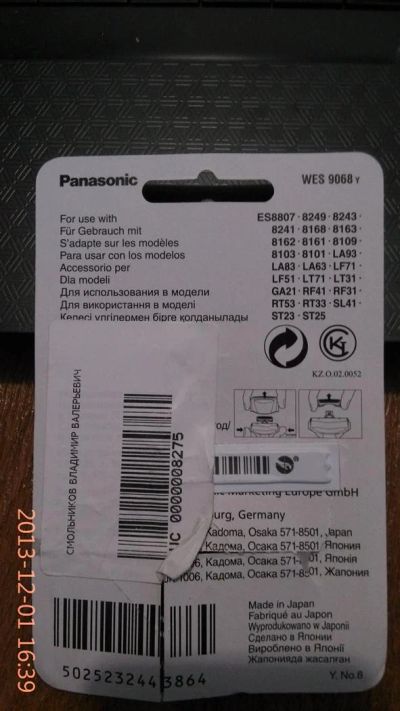 Panasonic
WES 9068 Y
For use with
Für Gebrauch mit
S'adapte sur les modèles
Para usar con los modelos
Accessorio per
Dla modeli
Для использования в модели
Для використання в моделі
Келесі үлгілермен бірге қолданылады
ES8807 · 8249 · 8243 ·
8241 · 8168 · 8163 ·
8162 · 8161 · 8109 ·
8103 · 8101 · LA93 ·
LA83 · LA63 · LF71 ·
LF51 · LT71 · LT31 ·
GA21 · RF41 · RF31 ·
RT53 · RT33 · SL41 ·
ST23 · ST25
KZ.O.02.0052
од/
СМОЛЬНИКОВ ВЛАДИМИР ВАЛЕРЬЕВИЧ
IC 0000008275
Marketing Europe GmbH
burg, Germany
Kadoma, Osaka 571-8501, Japan
, Кадома, Осака 571-8501 Япония
, Кадома, Осака 571-8501, Японія
1006, Кадома, Осака 571-8501, Жапония
Made in Japan
Fabriqué au Japon
Wyprodukowano w Japonii
Сделано в Японии
Вироблено в Японії
Жапонияда жасалған
Y. No.8
5025232443864
2013-12-01 16:39